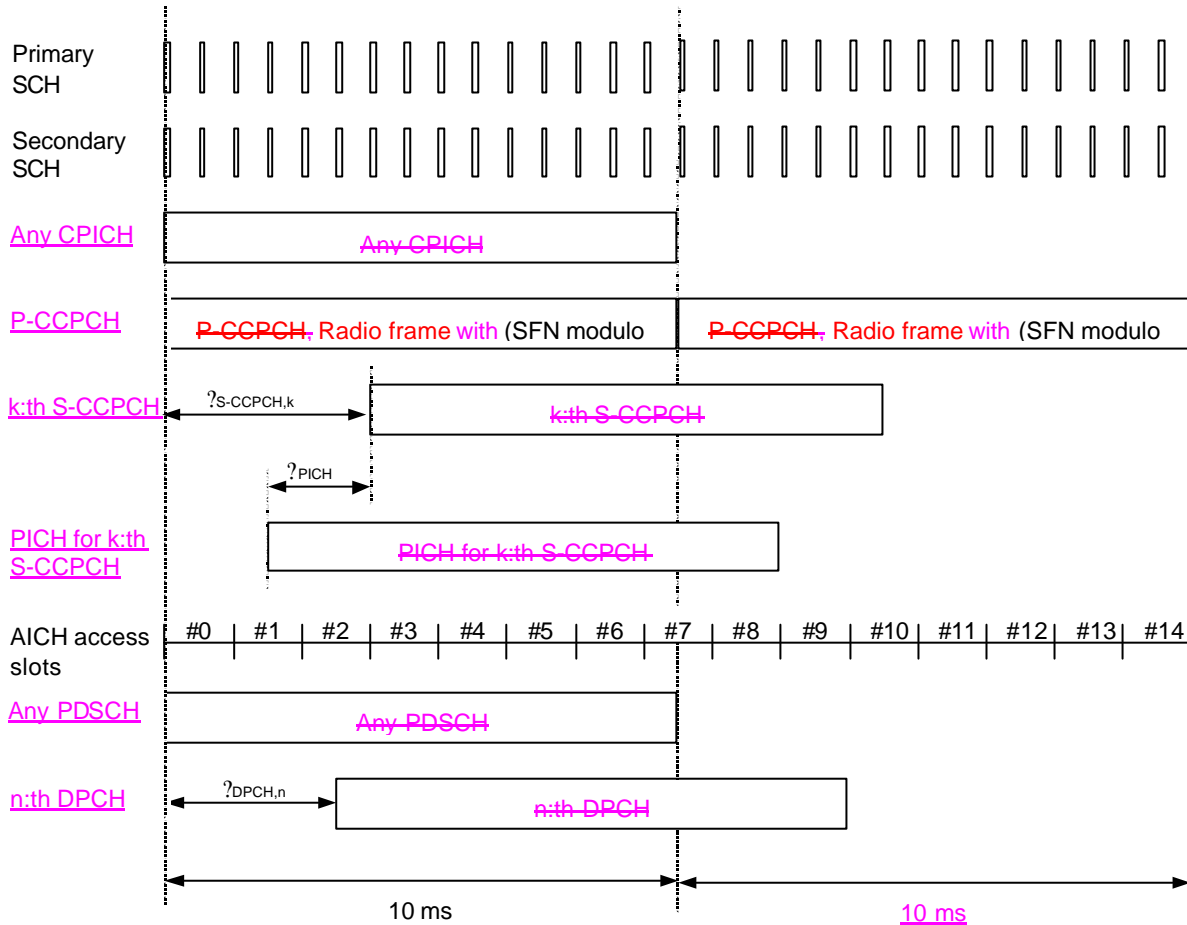 Primary
SCH
Secondary
SCH
Any CPICH
Any CPICH
P-CCPCH
P-CCPCH, Radio frame with (SFN modulo
P-CCPCH, Radio frame with (SFN modulo
k:th S-CCPCH
?S-CCPCH,k
k:th S-CCPCH
?PICH
PICH for k:th
S-CCPCH
PICH for k:th S-CCPCH
AICH access
slots
#0 #1 #2 #3 #4 #5 #6 #7 #8 #9 #10 #11 #12 #13 #14
Any PDSCH
Any PDSCH
n:th DPCH
?DPCH,n
n:th DPCH
10 ms
10 ms